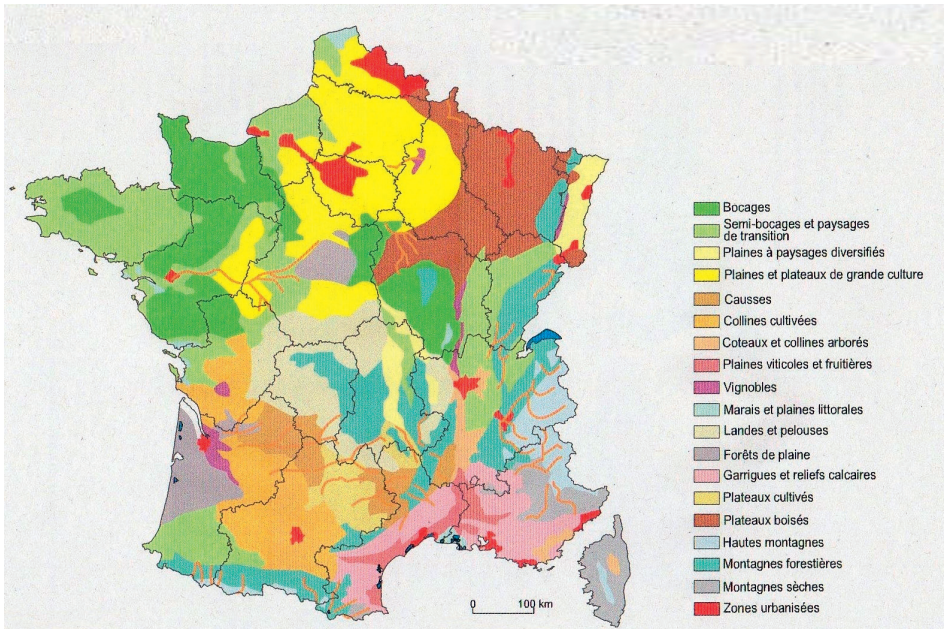 Bocages
Semi-bocages et paysages
de transition
Plaines à paysages diversifiés
Plaines et plateaux de grande culture
Causses
Collines cultivées
Coteaux et collines arborés
Plaines viticoles et fruitières
Vignobles
Marais et plaines littorales
Landes et pelouses
Forêts de plaine
Garrigues et reliefs calcaires
Plateaux cultivés
Plateaux boisés
Hautes montagnes
Montagnes forestières
Montagnes sèches
Zones urbanisées
0 100 km